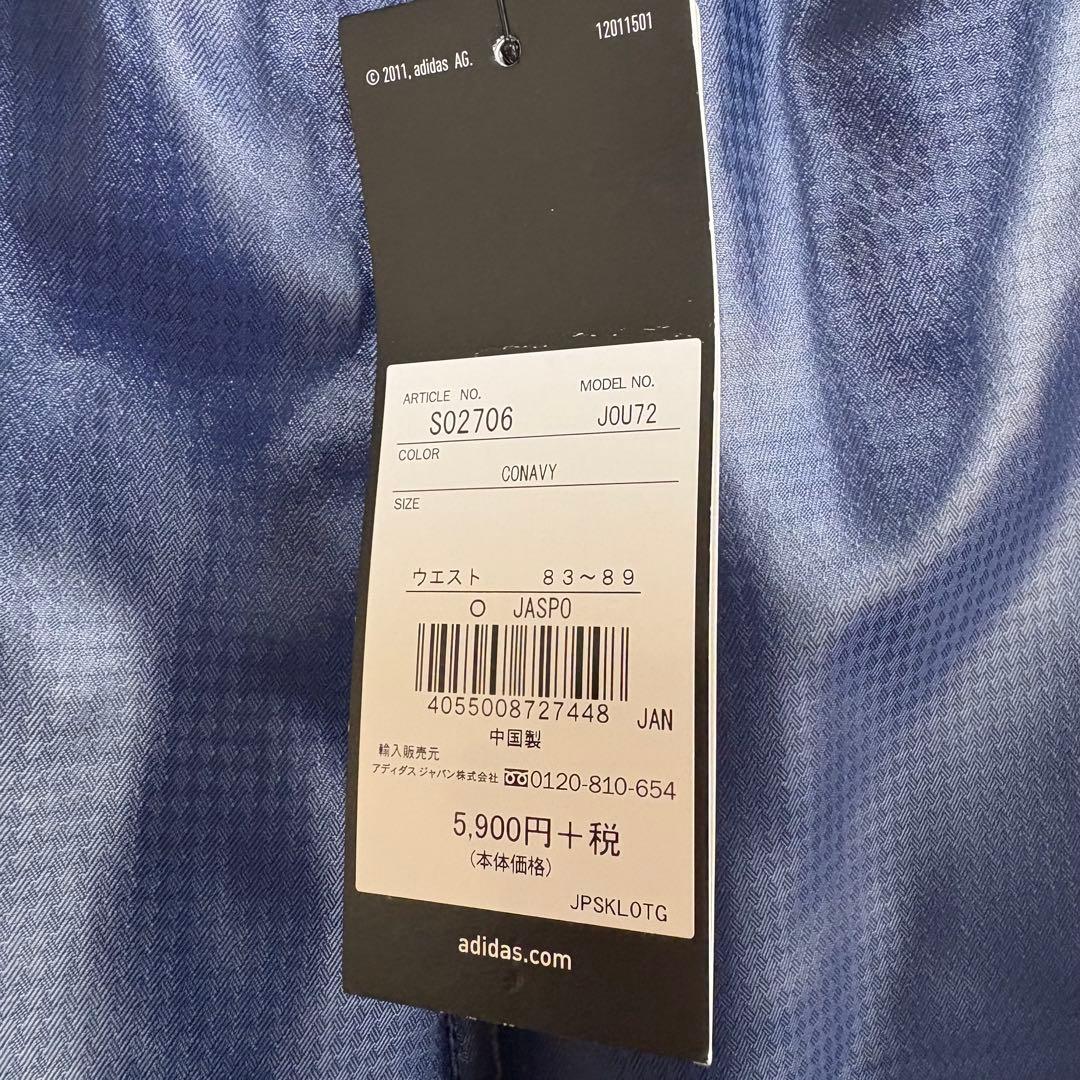 © 2011, adidas AG.
12011501
ARTICLE NO.
MODEL NO.
S02706
J0U72
COLOR
CONAVY
SIZE
ウエスト ８３〜８９
O JASPO
4055008727448 JAN
中国製
輸入販売元
アディダス ジャパン株式会社 0120-810-654
5,900円＋税
(本体価格)
JPSKLOTG
adidas.com